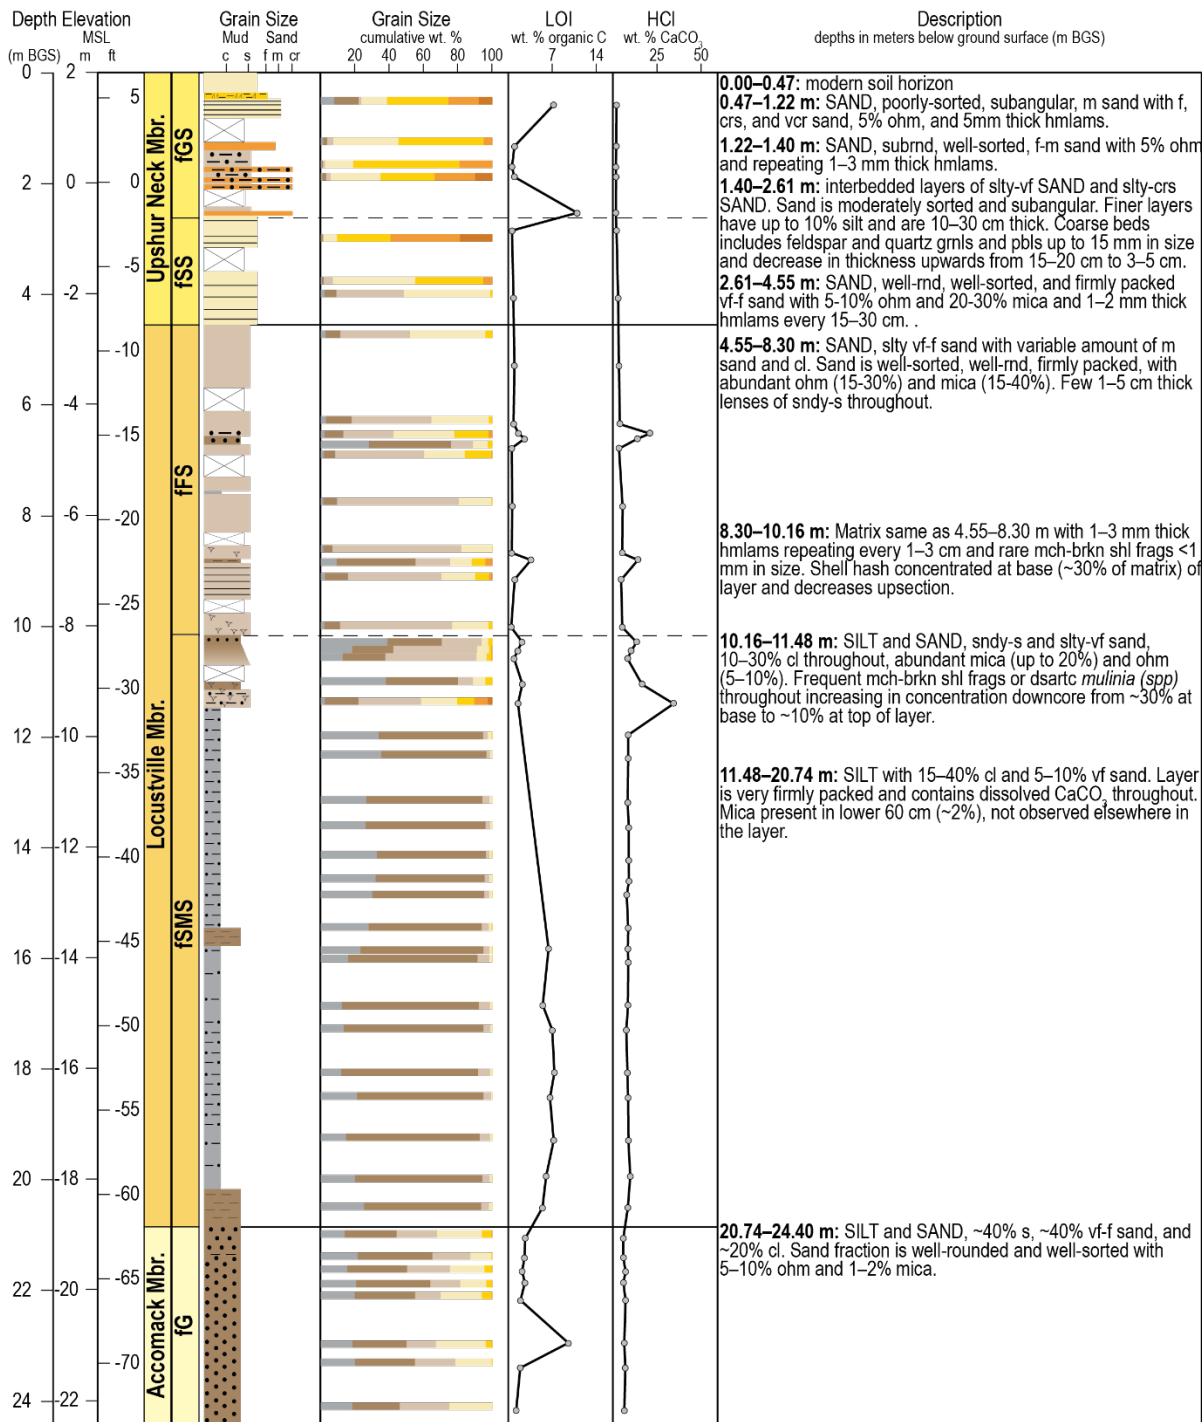 Depth Elevation
MSL
(m BGS) m ft
Grain Size
Mud Sand
c s f m cr
Grain Size
cumulative wt. %
20 40 60 80 100
LOI
wt. % organic C
7 14
HCl
wt. % CaCO3
25 50
Description
depths in meters below ground surface (m BGS)
0
2
4
6
8
10
12
14
16
18
20
22
24
2
0
-2
-4
-6
-8
-10
-12
-14
-16
-18
-20
-22
5
0
-5
-10
-15
-20
-25
-30
-35
-40
-45
-50
-55
-60
-65
-70
Upshur Neck Mbr.
Locustville Mbr.
Accomack Mbr.
fGS
fSS
fFS
fSMS
fG
0.00–0.47: modern soil horizon
0.47–1.22 m: SAND, poorly-sorted, subangular, m sand with f,
crs, and vcr sand, 5% ohm, and 5mm thick hmlams.
1.22–1.40 m: SAND, subrnd, well-sorted, f-m sand with 5% ohm
and repeating 1–3 mm thick hmlams.
1.40–2.61 m: interbedded layers of slty-vf SAND and slty-crs
SAND. Sand is moderately sorted and subangular. Finer layers
have up to 10% silt and are 10–30 cm thick. Coarse beds
includes feldspar and quartz grnls and pbls up to 15 mm in size
and decrease in thickness upwards from 15–20 cm to 3–5 cm.
2.61–4.55 m: SAND, well-rnd, well-sorted, and firmly packed
vf-f sand with 5-10% ohm and 20-30% mica and 1–2 mm thick
hmlams every 15–30 cm. .
4.55–8.30 m: SAND, slty vf-f sand with variable amount of m
sand and cl. Sand is well-sorted, well-rnd, firmly packed, with
abundant ohm (15-30%) and mica (15-40%). Few 1–5 cm thick
lenses of sndy-s throughout.
8.30–10.16 m: Matrix same as 4.55–8.30 m with 1–3 mm thick
hmlams repeating every 1–3 cm and rare mch-brkn shl frags <1
mm in size. Shell hash concentrated at base (~30% of matrix) of
layer and decreases upsection.
10.16–11.48 m: SILT and SAND, sndy-s and slty-vf sand,
10–30% cl throughout, abundant mica (up to 20%) and ohm
(5–10%). Frequent mch-brkn shl frags or dsartc mulinia (spp)
throughout increasing in concentration downcore from ~30% at
base to ~10% at top of layer.
11.48–20.74 m: SILT with 15–40% cl and 5–10% vf sand. Layer
is very firmly packed and contains dissolved CaCO3 throughout.
Mica present in lower 60 cm (~2%), not observed elsewhere in
the layer.
20.74–24.40 m: SILT and SAND, ~40% s, ~40% vf-f sand, and
~20% cl. Sand fraction is well-rounded and well-sorted with
5–10% ohm and 1–2% mica.